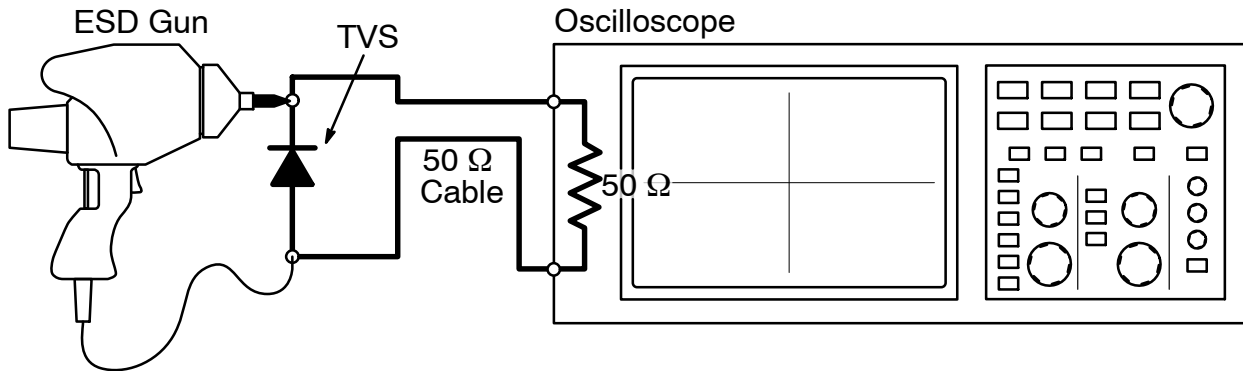 ESD Gun
TVS
Oscilloscope
50 Ω
Cable
50 Ω